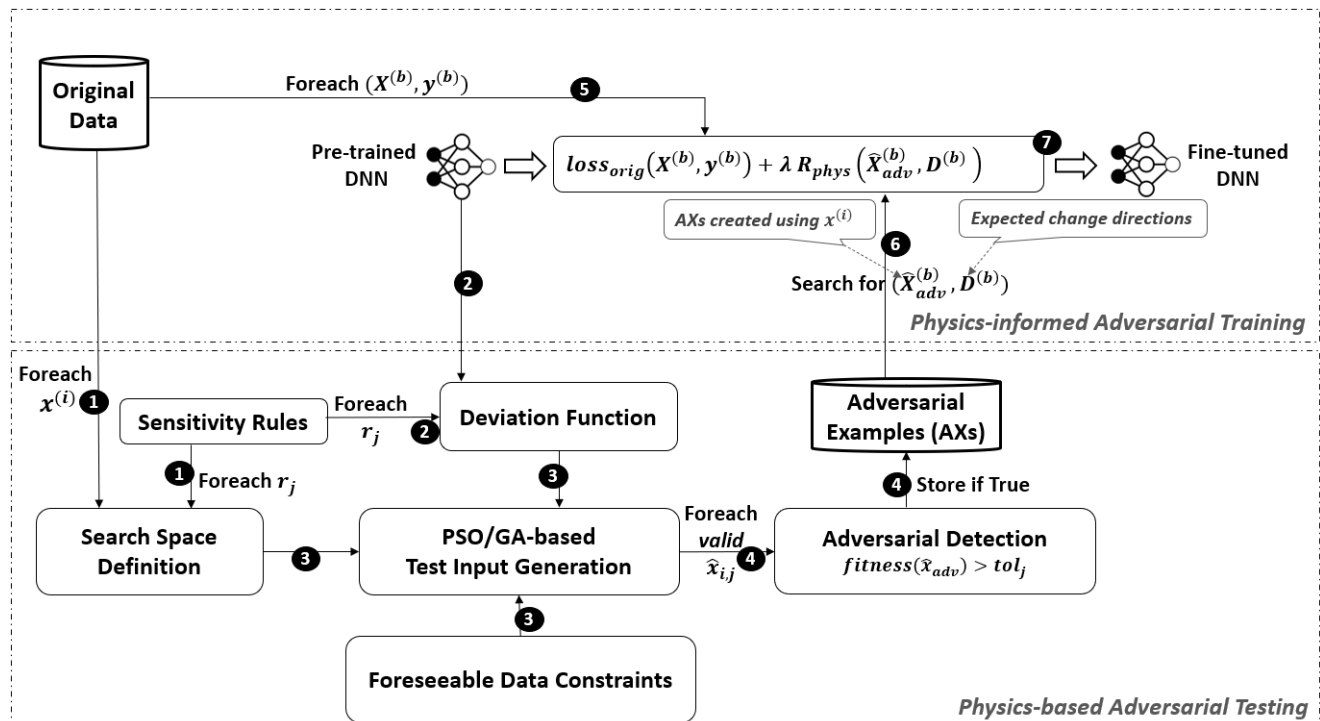 Original
Data
Foreach (X^(b), y^(b))
5
Pre-trained
DNN
loss_orig(X^(b), y^(b)) + λ R_phys(X̂_adv^(b), D^(b))
7
Fine-tuned
DNN
AXs created using x^(i)
Expected change directions
6
2
Search for (X̂_adv^(b), D^(b))
Physics-informed Adversarial Training
Foreach
x^(i)
1
Sensitivity Rules
Foreach
r_j
2
Deviation Function
Adversarial
Examples (AXs)
1
Foreach r_j
3
4
Store if True
Search Space
Definition
3
PSO/GA-based
Test Input Generation
Foreach
valid
x̂_i,j
4
Adversarial Detection
fitness(x̂_adv) > tol_j
3
Foreseeable Data Constraints
Physics-based Adversarial Testing